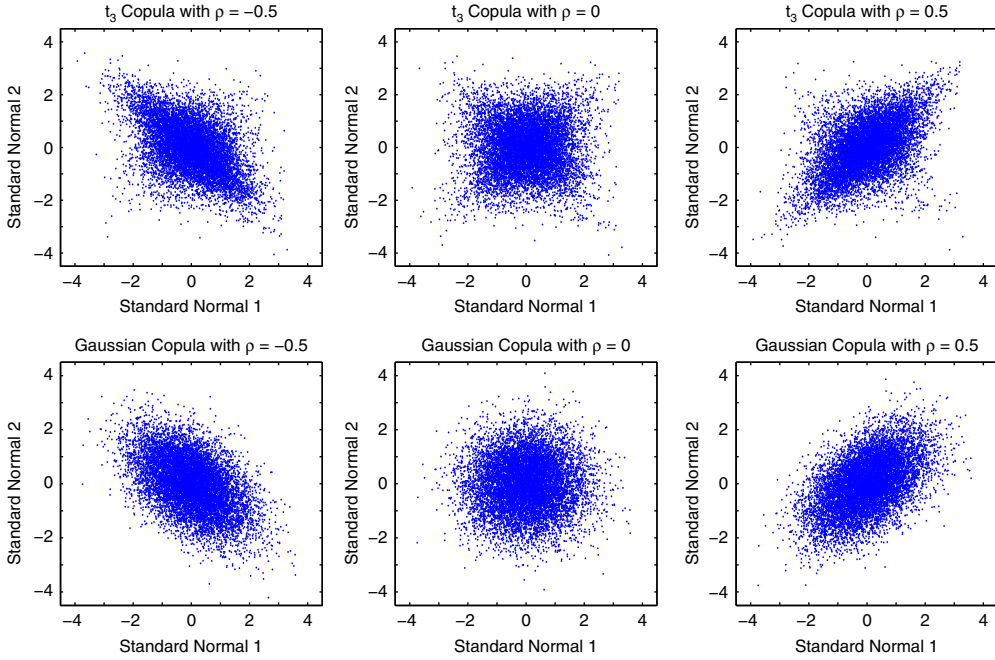 t₃ Copula with ρ = −0.5
t₃ Copula with ρ = 0
t₃ Copula with ρ = 0.5
Standard Normal 2
4
2
0
−2
−4
−4 −2 0 2 4
Standard Normal 1
Standard Normal 2
4
2
0
−2
−4
−4 −2 0 2 4
Standard Normal 1
Standard Normal 2
4
2
0
−2
−4
−4 −2 0 2 4
Standard Normal 1
Gaussian Copula with ρ = −0.5
Gaussian Copula with ρ = 0
Gaussian Copula with ρ = 0.5
Standard Normal 2
4
2
0
−2
−4
−4 −2 0 2 4
Standard Normal 1
Standard Normal 2
4
2
0
−2
−4
−4 −2 0 2 4
Standard Normal 1
Standard Normal 2
4
2
0
−2
−4
−4 −2 0 2 4
Standard Normal 1